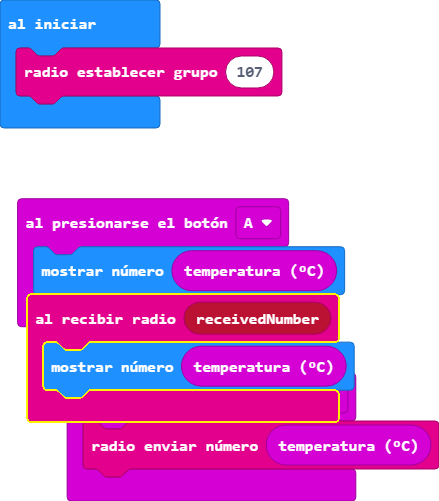 al iniciar
radio establecer grupo 107
al presionarse el botón A
mostrar número temperatura (ºC)
al recibir radio receivedNumber
mostrar número temperatura (ºC)
radio enviar número temperatura (ºC)